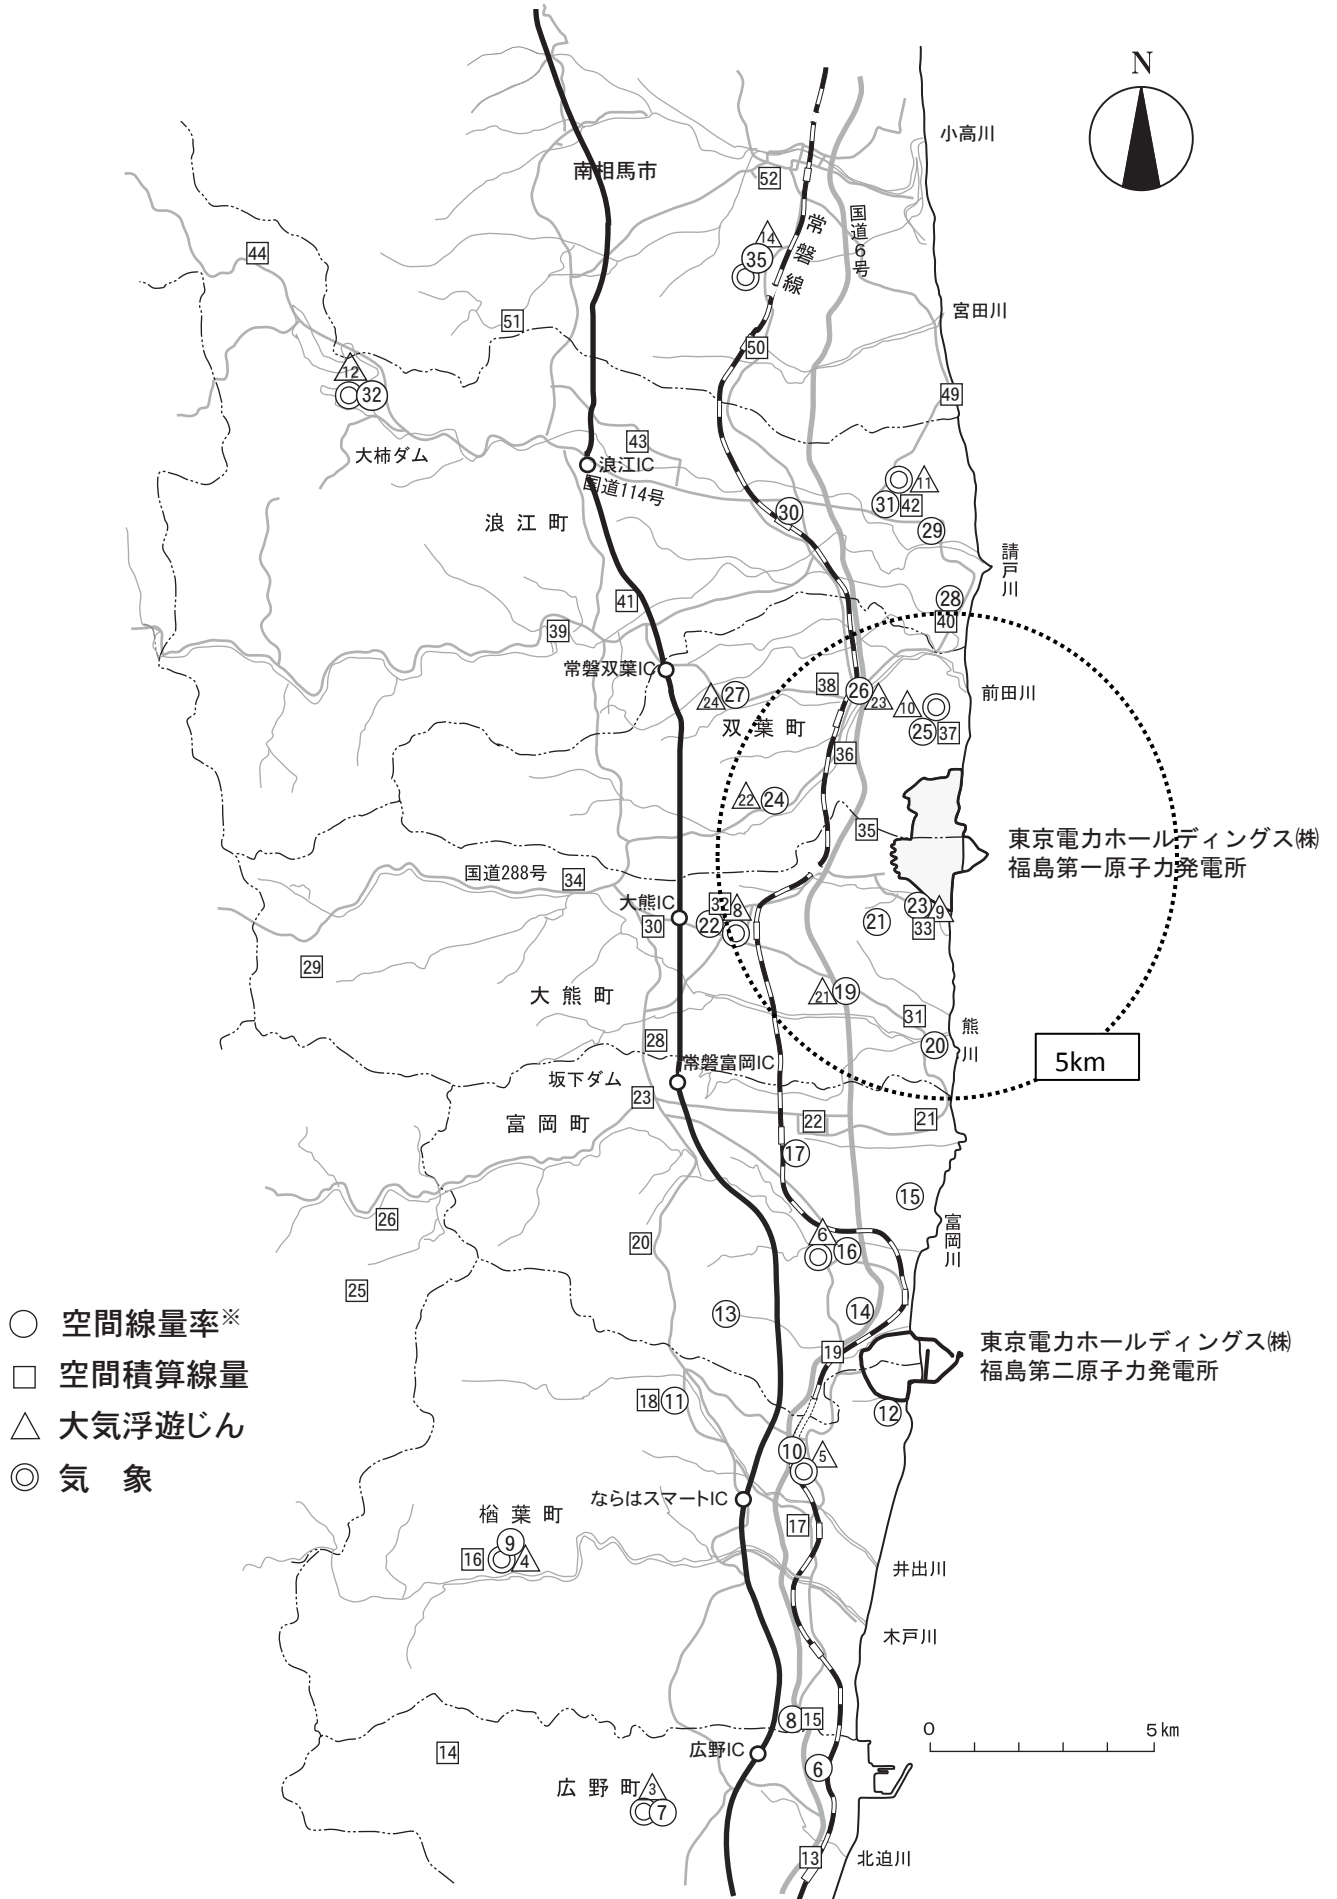 N
小高川
南相馬市
52
常磐線
国道6号
14
35
44
宮田川
51
50
12
32
49
43
大柿ダム
浪江IC
国道114号
11
31
42
30
29
浪江町
請戸川
28
41
40
39
常磐双葉IC
24
27
38
26
23
10
前田川
25
37
双葉町
36
22
24
35
東京電力ホールディングス㈱
福島第一原子力発電所
国道288号
34
大熊IC
32
8
23
9
30
22
21
33
29
大熊町
21
19
31
熊川
20
28
5km
常磐富岡IC
坂下ダム
23
富岡町
22
21
17
15
26
富岡川
20
6
16
25
13
14
○ 空間線量率※
19
東京電力ホールディングス㈱
福島第二原子力発電所
□ 空間積算線量
18
11
12
△ 大気浮遊じん
10
5
◎ 気象
ならはスマートIC
楢葉町
17
9
16
4
井出川
木戸川
8
15
0
5km
14
広野IC
6
広野町
3
7
13
北迫川